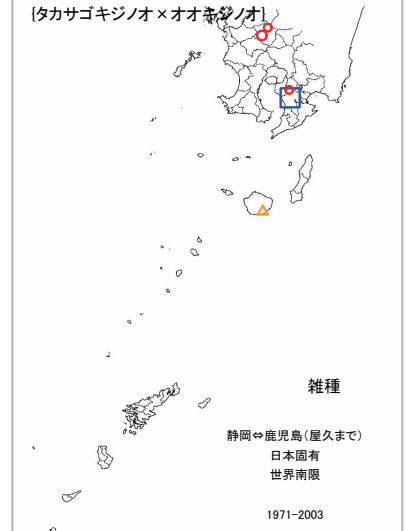 {タカサゴキジノオ×オオキジノオ}
雑種
静岡⇔鹿児島(屋久まで)
日本固有
世界南限
1971-2003